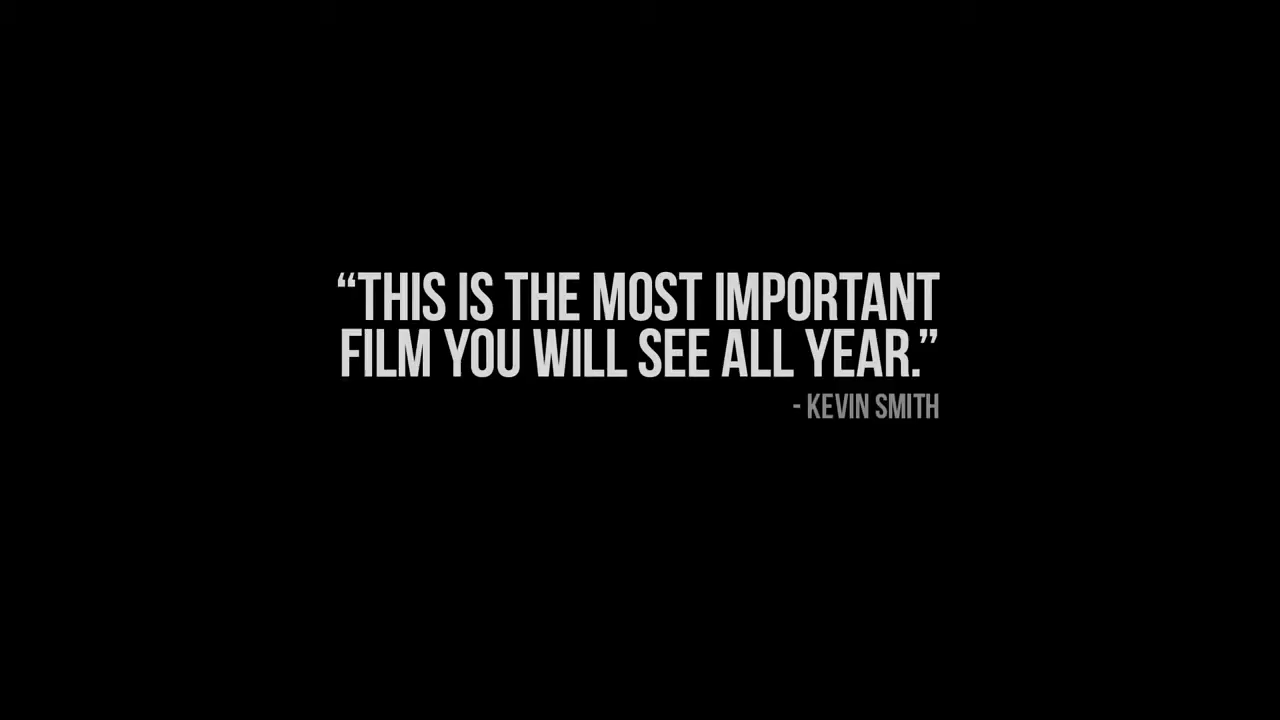 “THIS IS THE MOST IMPORTANT
FILM YOU WILL SEE ALL YEAR.”
- KEVIN SMITH